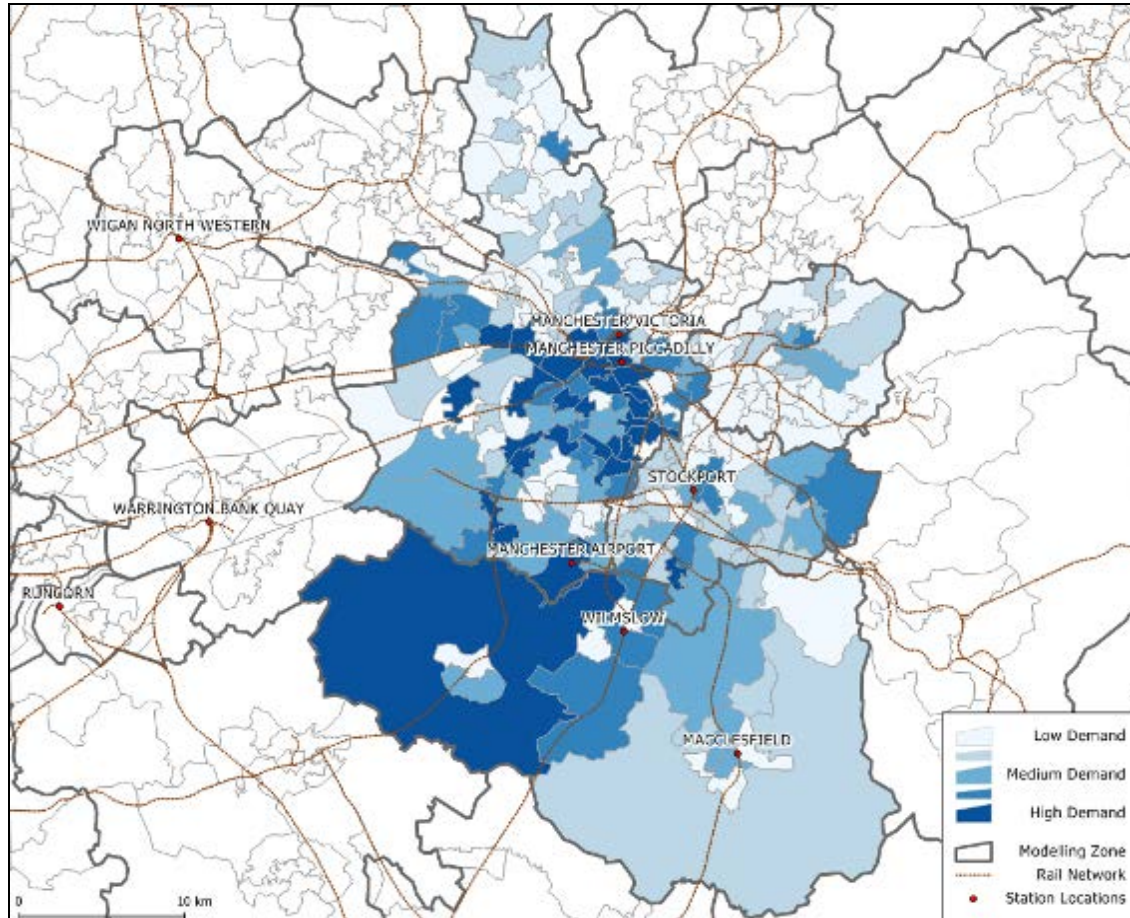 WIGAN NORTH WESTERN
MANCHESTER VICTORIA
MANCHESTER PICCADILLY
STOCKPORT
WARRINGTON BANK QUAY
MANCHESTER AIRPORT
RUNCORN
WILMSLOW
MACCLESFIELD
Low Demand
Medium Demand
High Demand
Modelling Zone
Rail Network
Station Locations
0 10 km